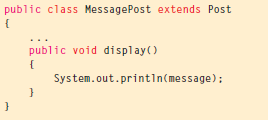 public class MessagePost extends Post
{
...
public void display()
{
System.out.println(message);
}
}